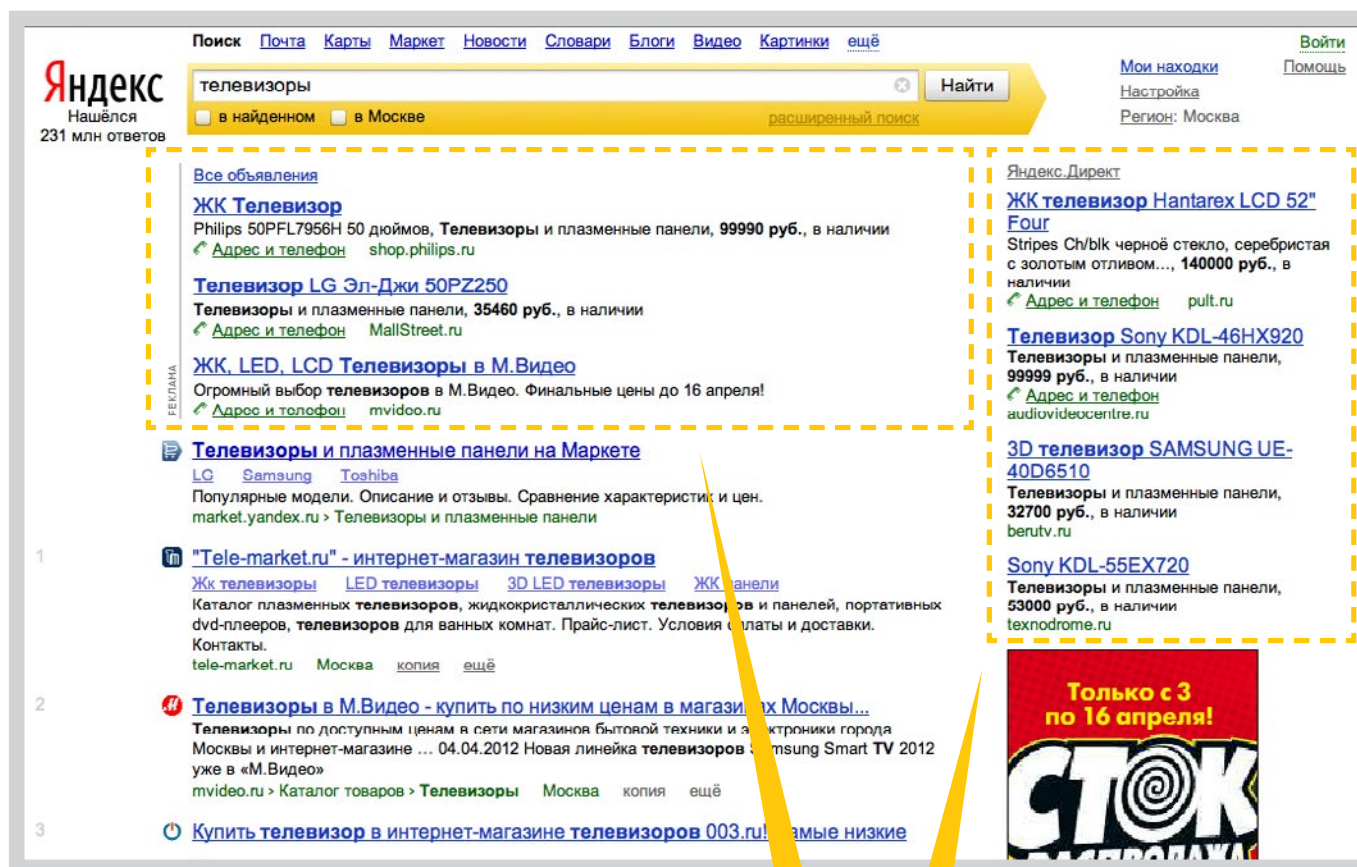 Поиск Почта Карты Маркет Новости Словари Блоги Видео Картинки ещё
Войти
Яндекс
Нашёлся
231 млн ответов
телевизоры
Найти
в найденном в Москве расширенный поиск
Мои находки Помощь
Настройка
Регион: Москва
Все объявления
ЖК Телевизор
Philips 50PFL7956H 50 дюймов, Телевизоры и плазменные панели, 99990 руб., в наличии
Адрес и телефон shop.philips.ru
Телевизор LG Эл-Джи 50PZ250
Телевизоры и плазменные панели, 35460 руб., в наличии
Адрес и телефон MallStreet.ru
ЖК, LED, LCD Телевизоры в М.Видео
Огромный выбор телевизоров в М.Видео. Финальные цены до 16 апреля!
Адрес и телефон mvideo.ru
РЕКЛАМА
Телевизоры и плазменные панели на Маркете
LG Samsung Toshiba
Популярные модели. Описание и отзывы. Сравнение характеристик и цен.
market.yandex.ru › Телевизоры и плазменные панели
1
"Tele-market.ru" - интернет-магазин телевизоров
Жк телевизоры LED телевизоры 3D LED телевизоры ЖК панели
Каталог плазменных телевизоров, жидкокристаллических телевизоров и панелей, портативных
dvd-плееров, телевизоров для ванных комнат. Прайс-лист. Условия оплаты и доставки.
Контакты.
tele-market.ru Москва копия ещё
2
Телевизоры в М.Видео - купить по низким ценам в магазинах Москвы...
Телевизоры по доступным ценам в сети магазинов бытовой техники и электроники города
Москвы и интернет-магазине … 04.04.2012 Новая линейка телевизоров Samsung Smart TV 2012
уже в «М.Видео»
mvideo.ru › Каталог товаров › Телевизоры Москва копия ещё
3
Купить телевизор в интернет-магазине телевизоров 003.ru! Самые низкие
Яндекс.Директ
ЖК телевизор Hantarex LCD 52"
Four
Stripes Ch/blk черноё стекло, серебристая
с золотым отливом…, 140000 руб., в
наличии
Адрес и телефон pult.ru
Телевизор Sony KDL-46HX920
Телевизоры и плазменные панели,
99999 руб., в наличии
Адрес и телефон
audiovideocentre.ru
3D телевизор SAMSUNG UE-
40D6510
Телевизоры и плазменные панели,
32700 руб., в наличии
berutv.ru
Sony KDL-55EX720
Телевизоры и плазменные панели,
53000 руб., в наличии
texnodrome.ru
Только с 3
по 16 апреля!
СТОК
РАСПРОДАЖА